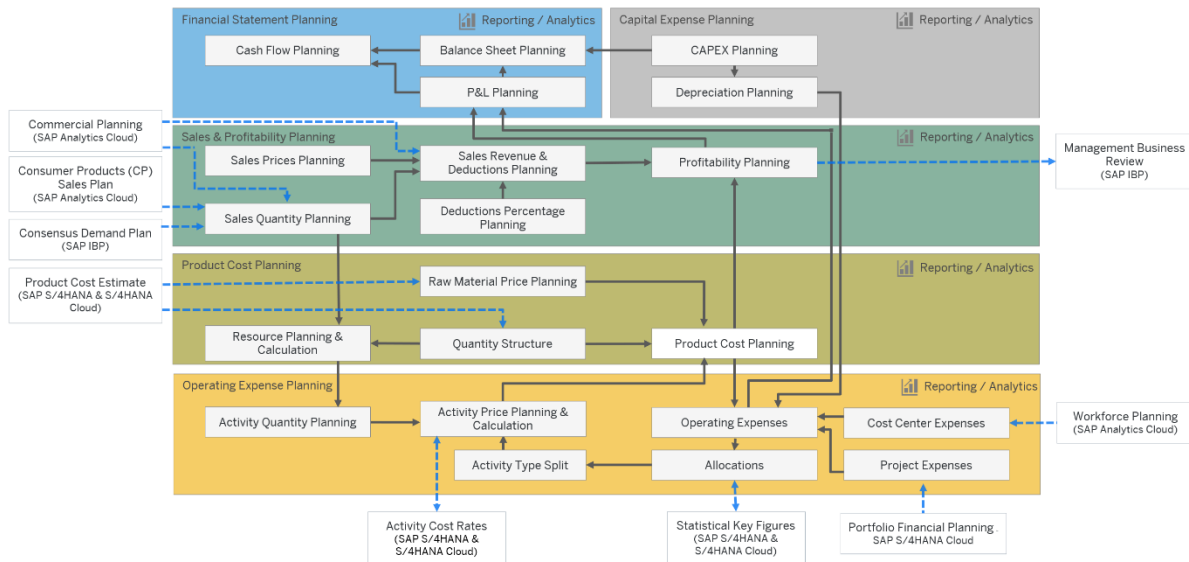 Financial Statement Planning
Reporting / Analytics
Capital Expense Planning
Reporting / Analytics
Cash Flow Planning
Balance Sheet Planning
CAPEX Planning
P&L Planning
Depreciation Planning
Commercial Planning
(SAP Analytics Cloud)
Consumer Products (CP)
Sales Plan
(SAP Analytics Cloud)
Consensus Demand Plan
(SAP IBP)
Product Cost Estimate
(SAP S/4HANA & S/4HANA
Cloud)
Sales & Profitability Planning
Reporting / Analytics
Sales Prices Planning
Sales Revenue &
Deductions Planning
Profitability Planning
Management Business
Review
(SAP IBP)
Sales Quantity Planning
Deductions Percentage
Planning
Product Cost Planning
Reporting / Analytics
Raw Material Price Planning
Resource Planning &
Calculation
Quantity Structure
Product Cost Planning
Operating Expense Planning
Reporting / Analytics
Activity Quantity Planning
Activity Price Planning &
Calculation
Operating Expenses
Cost Center Expenses
Workforce Planning
(SAP Analytics Cloud)
Activity Type Split
Allocations
Project Expenses
Activity Cost Rates
(SAP S/4HANA &
S/4HANA Cloud)
Statistical Key Figures
(SAP S/4HANA &
S/4HANA Cloud)
Portfolio Financial Planning.
SAP S/4HANA Cloud